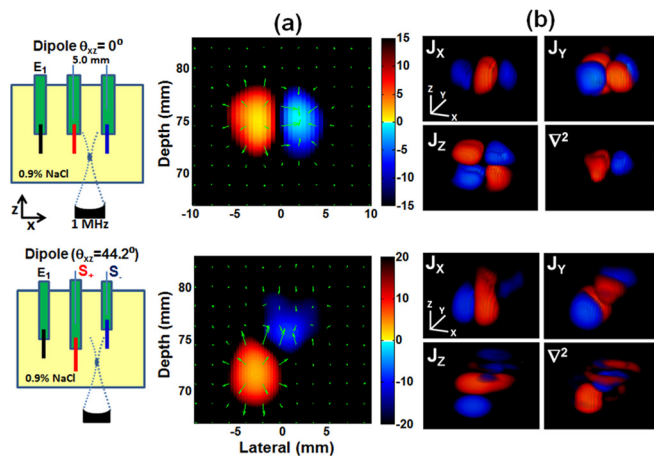 (a)
(b)
Dipole θxz= 0°
5.0 mm
E1
0.9% NaCl
z
x
1 MHz
Depth (mm)
80
75
70
-10 -5 0 5 10
15
10
5
0
-5
-10
-15
JX
JY
Z
Y
X
JZ
∇²
Dipole (θxz=44.2°)
E1
S+
S-
0.9% NaCl
Depth (mm)
80
75
70
-5 0 5
Lateral (mm)
20
10
0
-10
-20
JX
JY
Z
Y
X
JZ
∇²